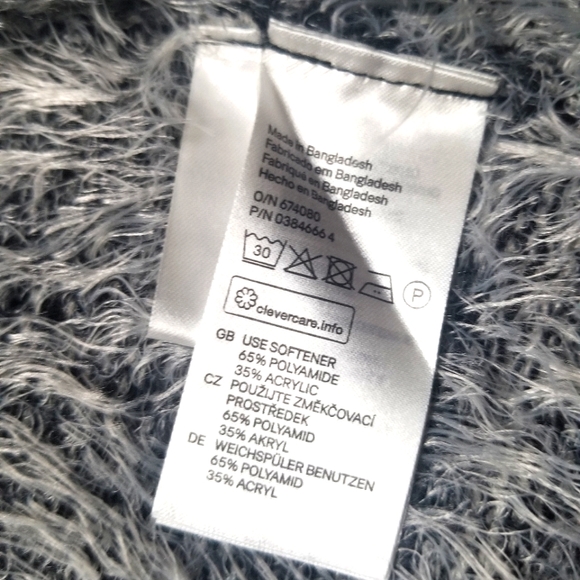 Made in Bangladesh
Fabricado em Bangladesh
Fabriqué en Bangladesh
Hecho en Bangladesh
O/N 674080
P/N 0384666 4
30 P
clevercare.info
GB USE SOFTENER
65% POLYAMIDE
35% ACRYLIC
CZ POUŽIJTE ZMĚKČOVACÍ
PROSTŘEDEK
65% POLYAMID
35% AKRYL
DE WEICHSPÜLER BENUTZEN
65% POLYAMID
35% ACRYL